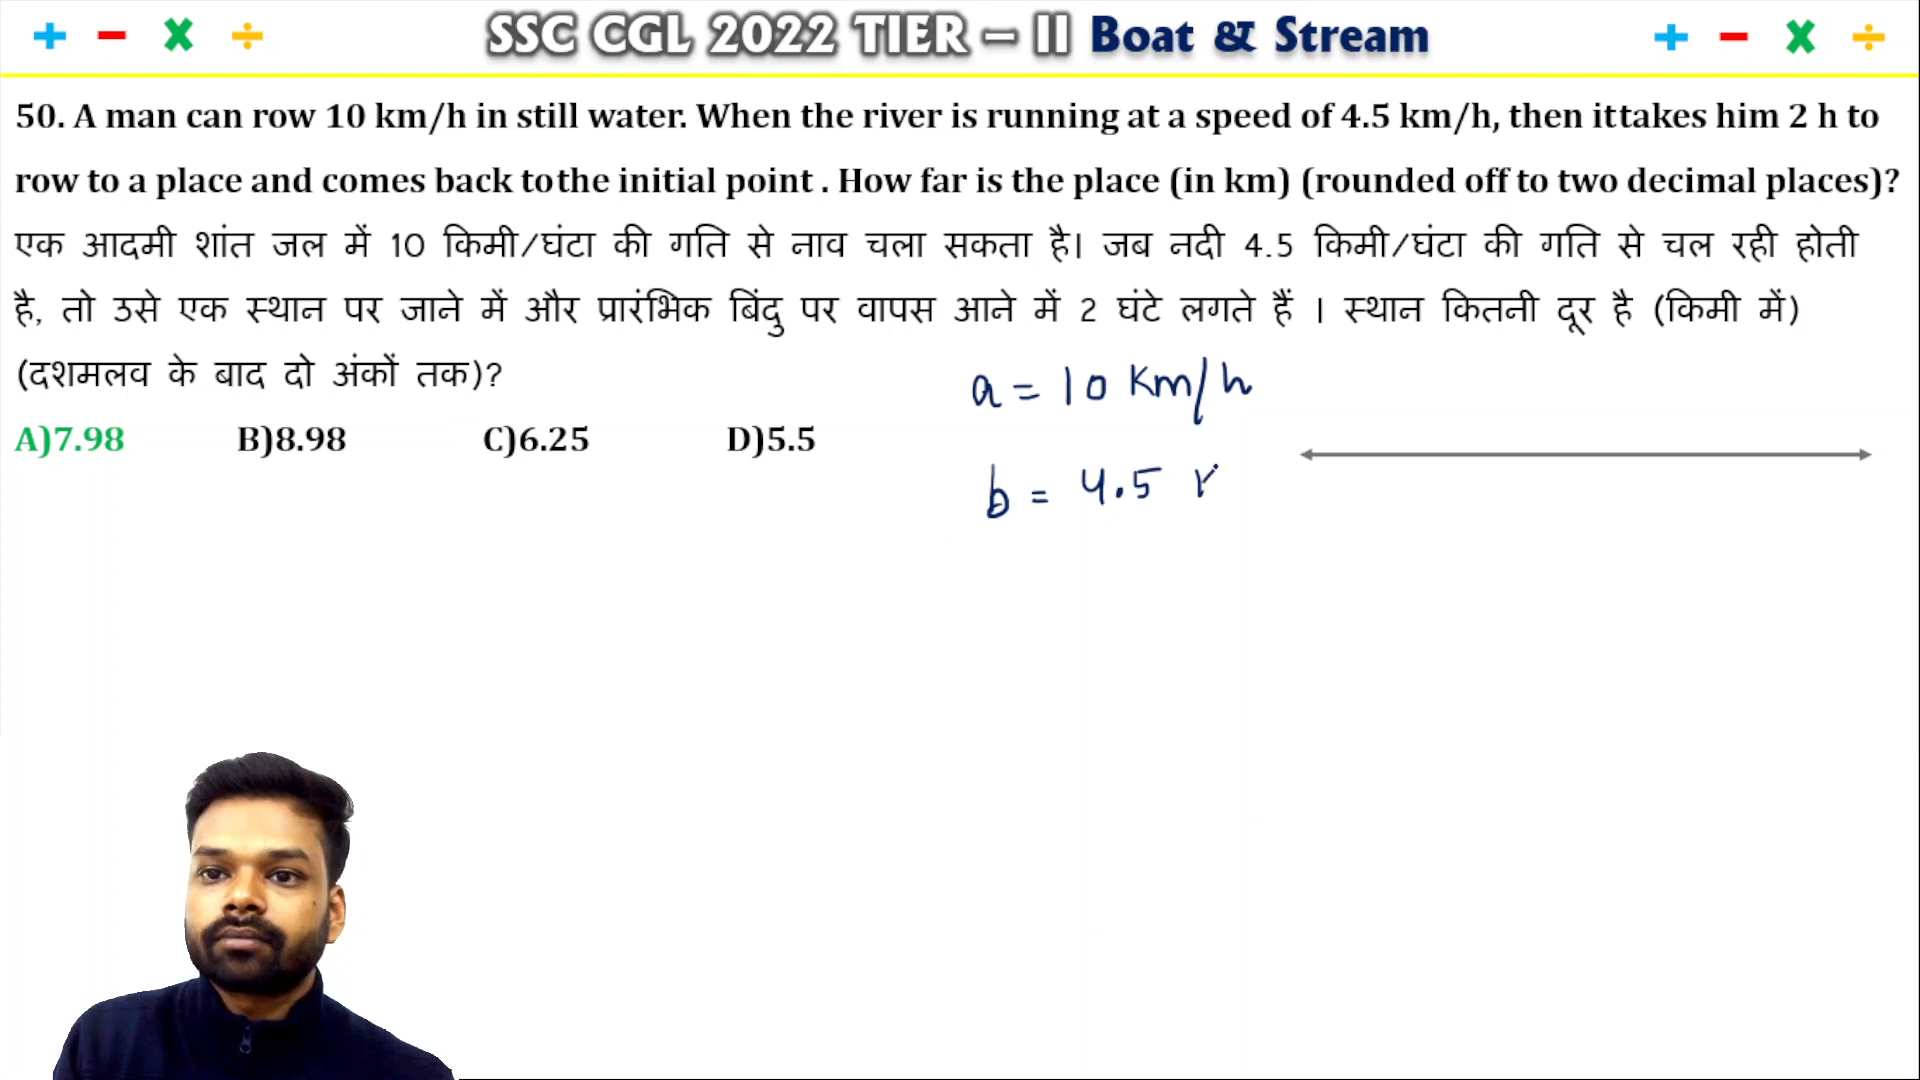 + - × ÷ SSC CGL 2022 TIER – II Boat & Stream + - × ÷
50. A man can row 10 km/h in still water. When the river is running at a speed of 4.5 km/h, then ittakes him 2 h to
row to a place and comes back tothe initial point . How far is the place (in km) (rounded off to two decimal places)?
एक आदमी शांत जल में 10 किमी/घंटा की गति से नाव चला सकता है। जब नदी 4.5 किमी/घंटा की गति से चल रही होती
है, तो उसे एक स्थान पर जाने में और प्रारंभिक बिंदु पर वापस आने में 2 घंटे लगते हैं । स्थान कितनी दूर है (किमी में)
(दशमलव के बाद दो अंकों तक)?
A)7.98 B)8.98 C)6.25 D)5.5
a = 10 Km/h
b = 4.5